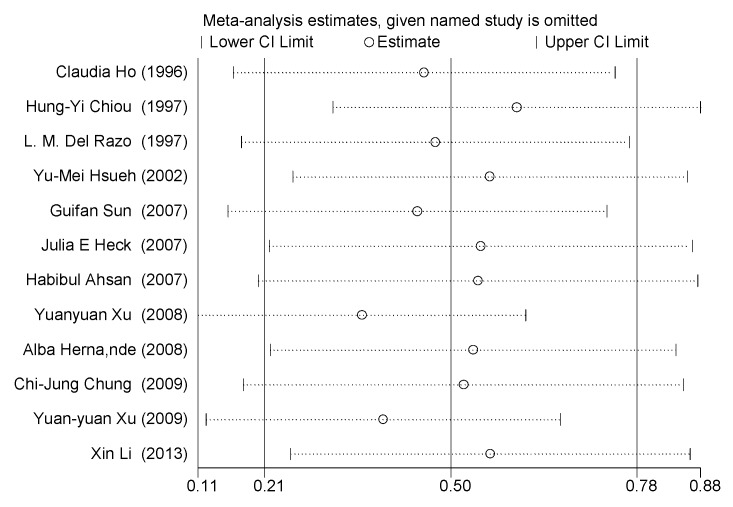 Meta-analysis estimates, given named study is omitted
Lower CI Limit Estimate Upper CI Limit
Claudia Ho (1996)
Hung-Yi Chiou (1997)
L. M. Del Razo (1997)
Yu-Mei Hsueh (2002)
Guifan Sun (2007)
Julia E Heck (2007)
Habibul Ahsan (2007)
Yuanyuan Xu (2008)
Alba Herna,nde (2008)
Chi-Jung Chung (2009)
Yuan-yuan Xu (2009)
Xin Li (2013)
0.11 0.21 0.50 0.78 0.88